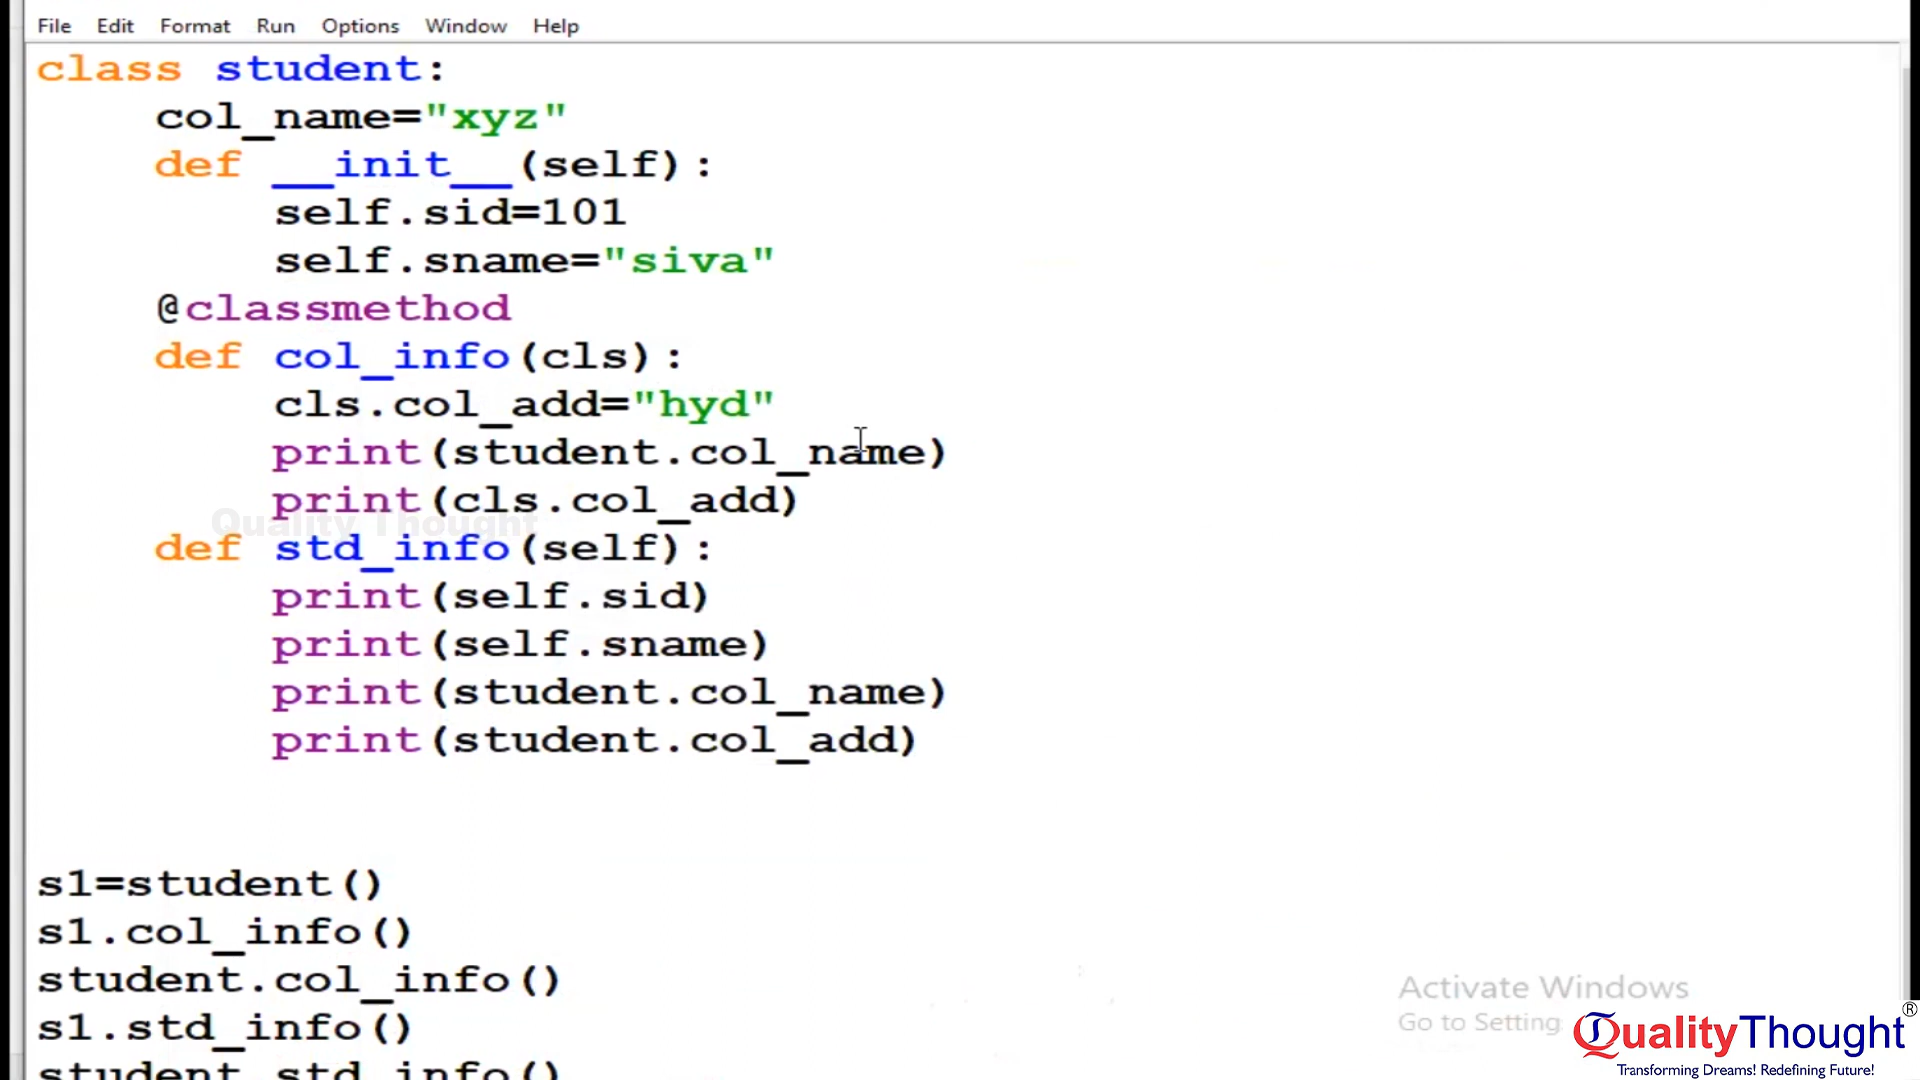 File Edit Format Run Options Window Help
class student:
    col_name="xyz"
    def __init__(self):
        self.sid=101
        self.sname="siva"
    @classmethod
    def col_info(cls):
        cls.col_add="hyd"
        print(student.col_name)
        print(cls.col_add)
Quality Thought
    def std_info(self):
        print(self.sid)
        print(self.sname)
        print(student.col_name)
        print(student.col_add)
s1=student()
s1.col_info()
student.col_info()
s1.std_info()
student.std_info()
Activate Windows
Go to Setting
QualityThought®
Transforming Dreams! Redefining Future!